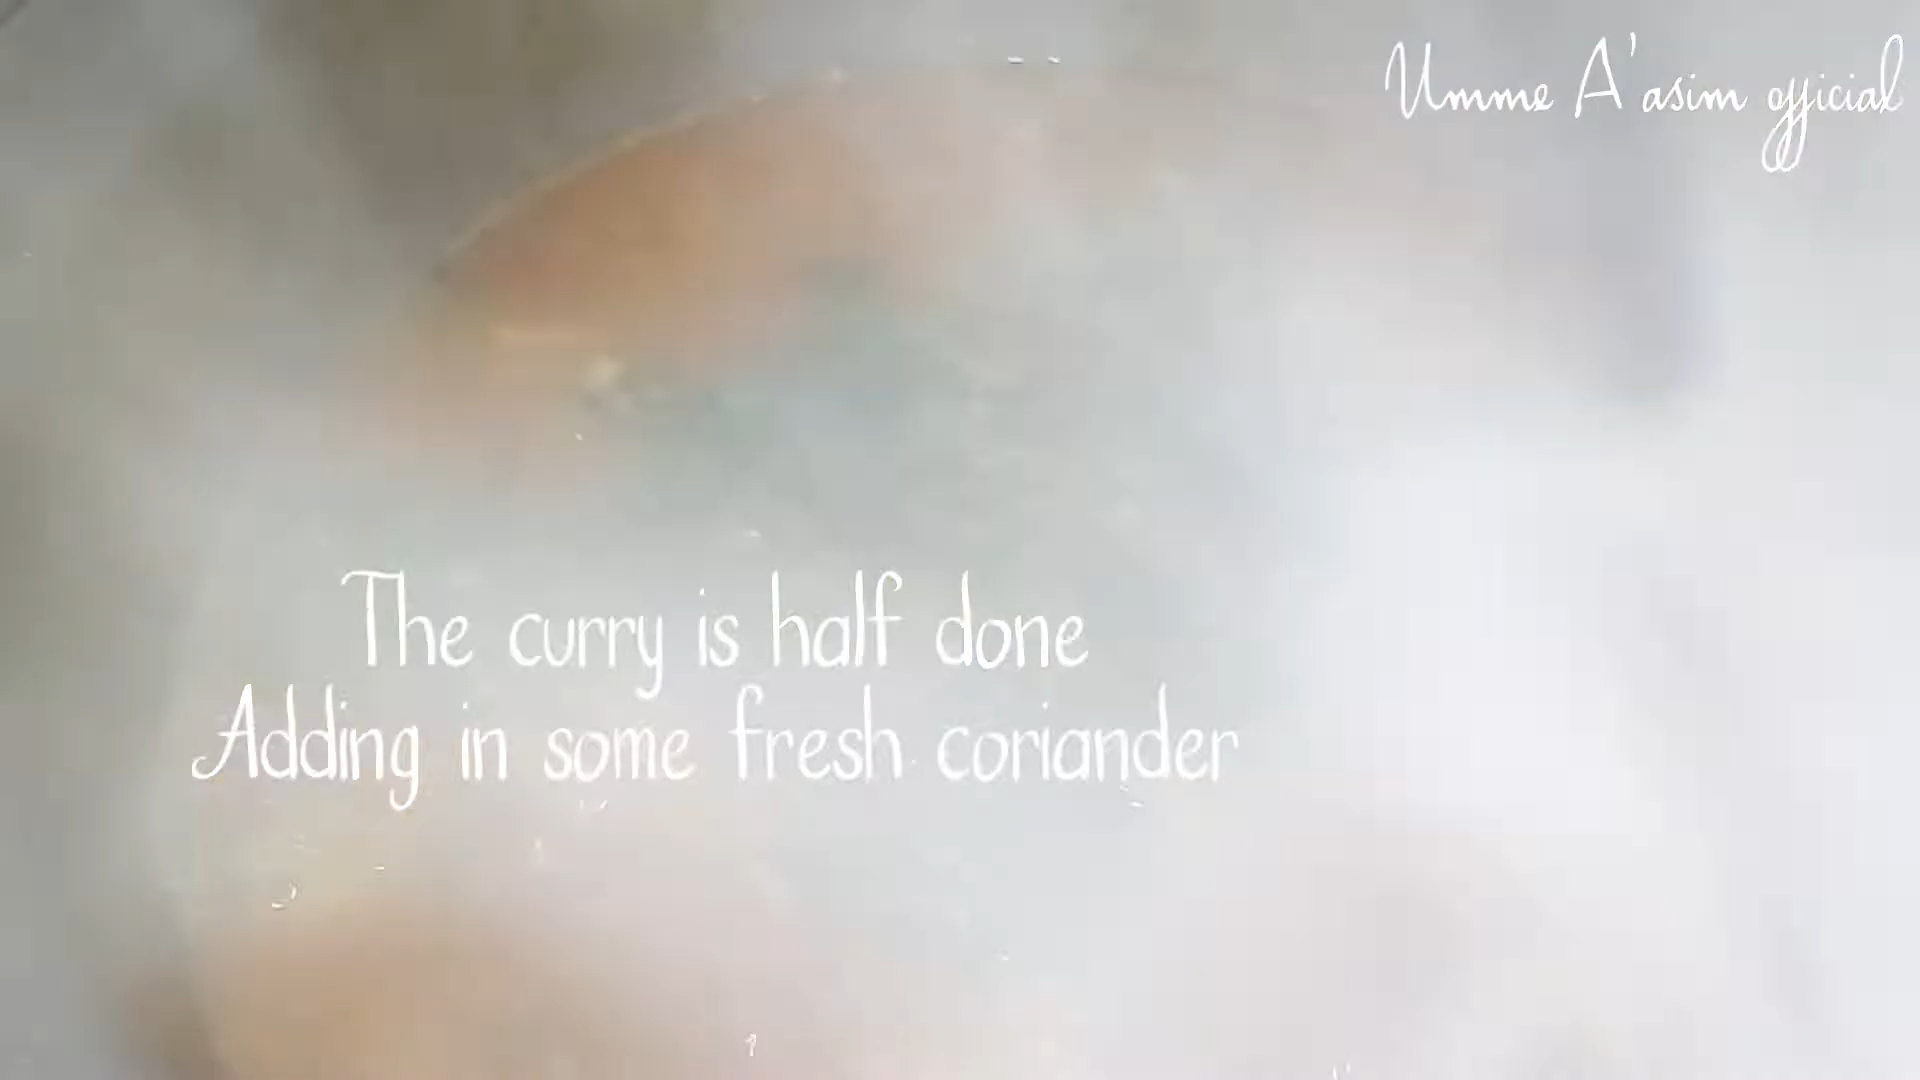 Umme A'asim official
The curry is half done
Adding in some fresh coriander